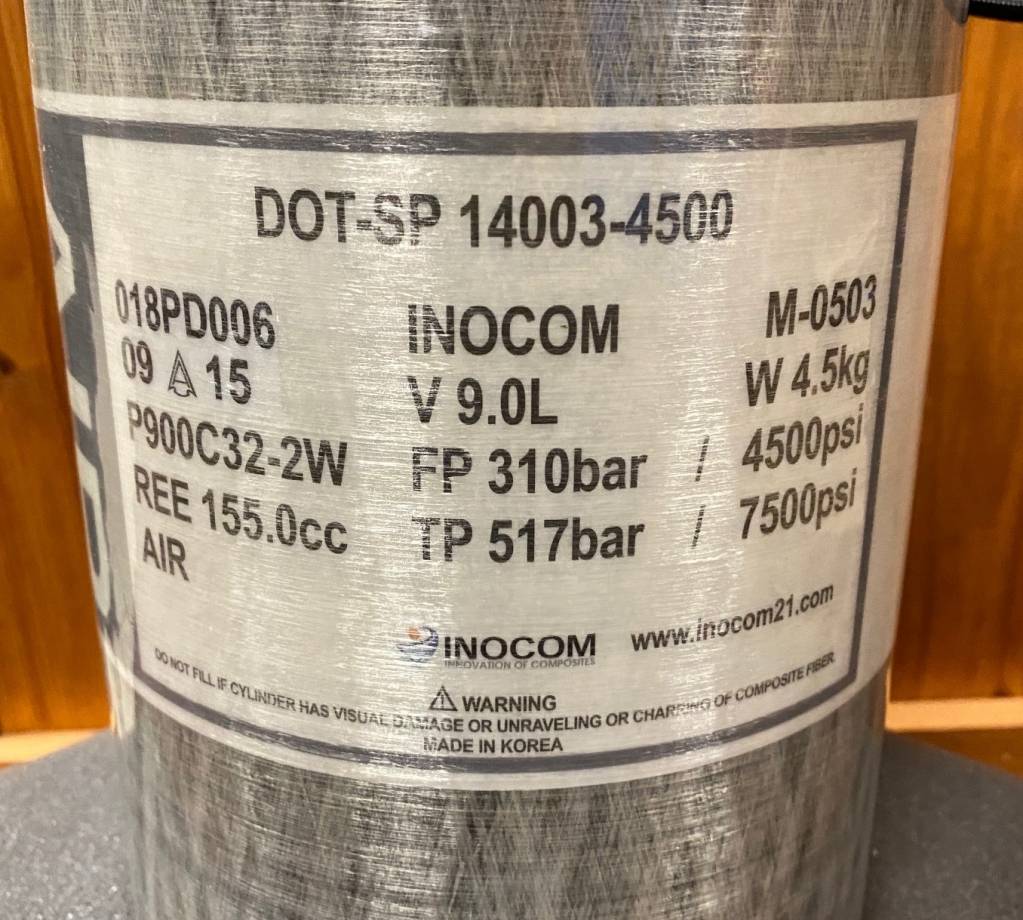 DOT-SP 14003-4500
018PD006 INOCOM M-0503
09 A 15 V 9.0L W 4.5kg
P900C32-2W FP 310bar / 4500psi
REE 155.0cc TP 517bar / 7500psi
AIR
INOCOM www.inocom21.com
INNOVATION OF COMPOSITES
WARNING
DO NOT FILL IF CYLINDER HAS VISUAL DAMAGE OR UNRAVELING OR CHARRING OF COMPOSITE FIBER
MADE IN KOREA